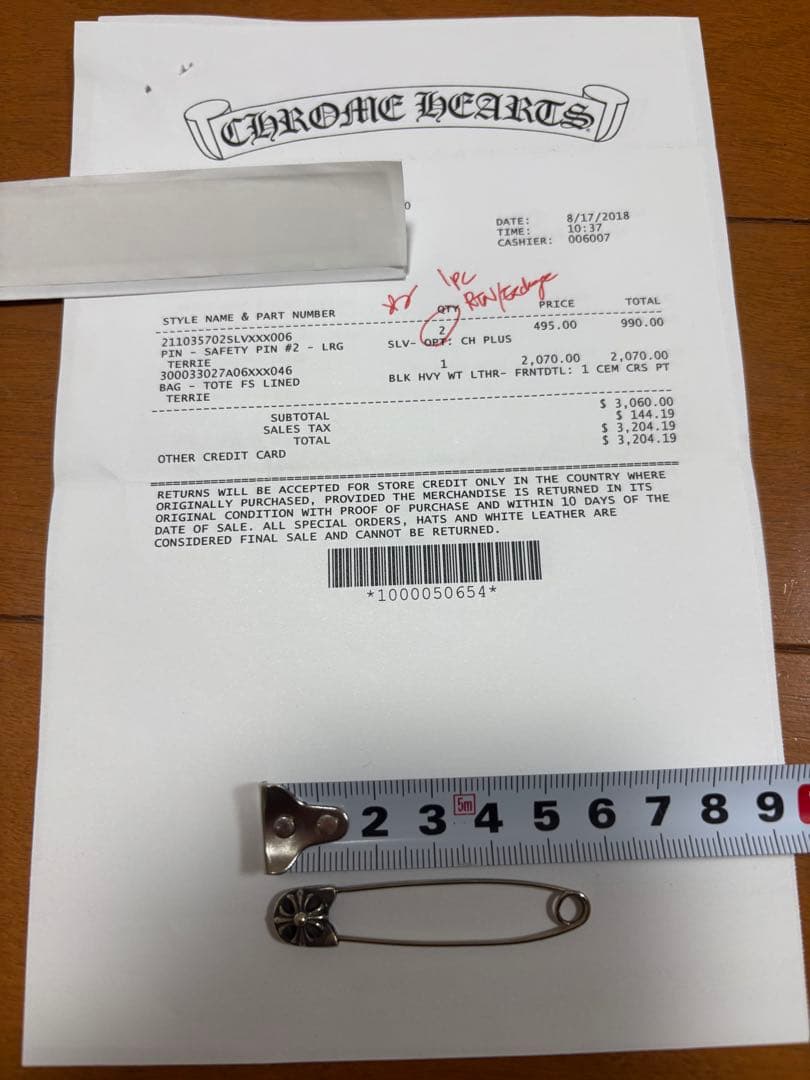 CHROME HEARTS
0
DATE: 8/17/2018
TIME: 10:37
CASHIER: 006007
1PC
RTN/Exchange
STYLE NAME & PART NUMBER QTY PRICE TOTAL
211035702SLVXXX006 2 495.00 990.00
PIN - SAFETY PIN #2 - LRG SLV- OPT: CH PLUS
TERRIE
300033027A06XXX046 1 2,070.00 2,070.00
BAG - TOTE FS LINED BLK HVY WT LTHR- FRNTDTL: 1 CEM CRS PT
TERRIE
SUBTOTAL $ 3,060.00
SALES TAX $ 144.19
TOTAL $ 3,204.19
OTHER CREDIT CARD $ 3,204.19
RETURNS WILL BE ACCEPTED FOR STORE CREDIT ONLY IN THE COUNTRY WHERE
ORIGINALLY PURCHASED, PROVIDED THE MERCHANDISE IS RETURNED IN ITS
ORIGINAL CONDITION WITH PROOF OF PURCHASE AND WITHIN 10 DAYS OF THE
DATE OF SALE. ALL SPECIAL ORDERS, HATS AND WHITE LEATHER ARE
CONSIDERED FINAL SALE AND CANNOT BE RETURNED.
*1000050654*
2 3 5m 4 5 6 7 8 9